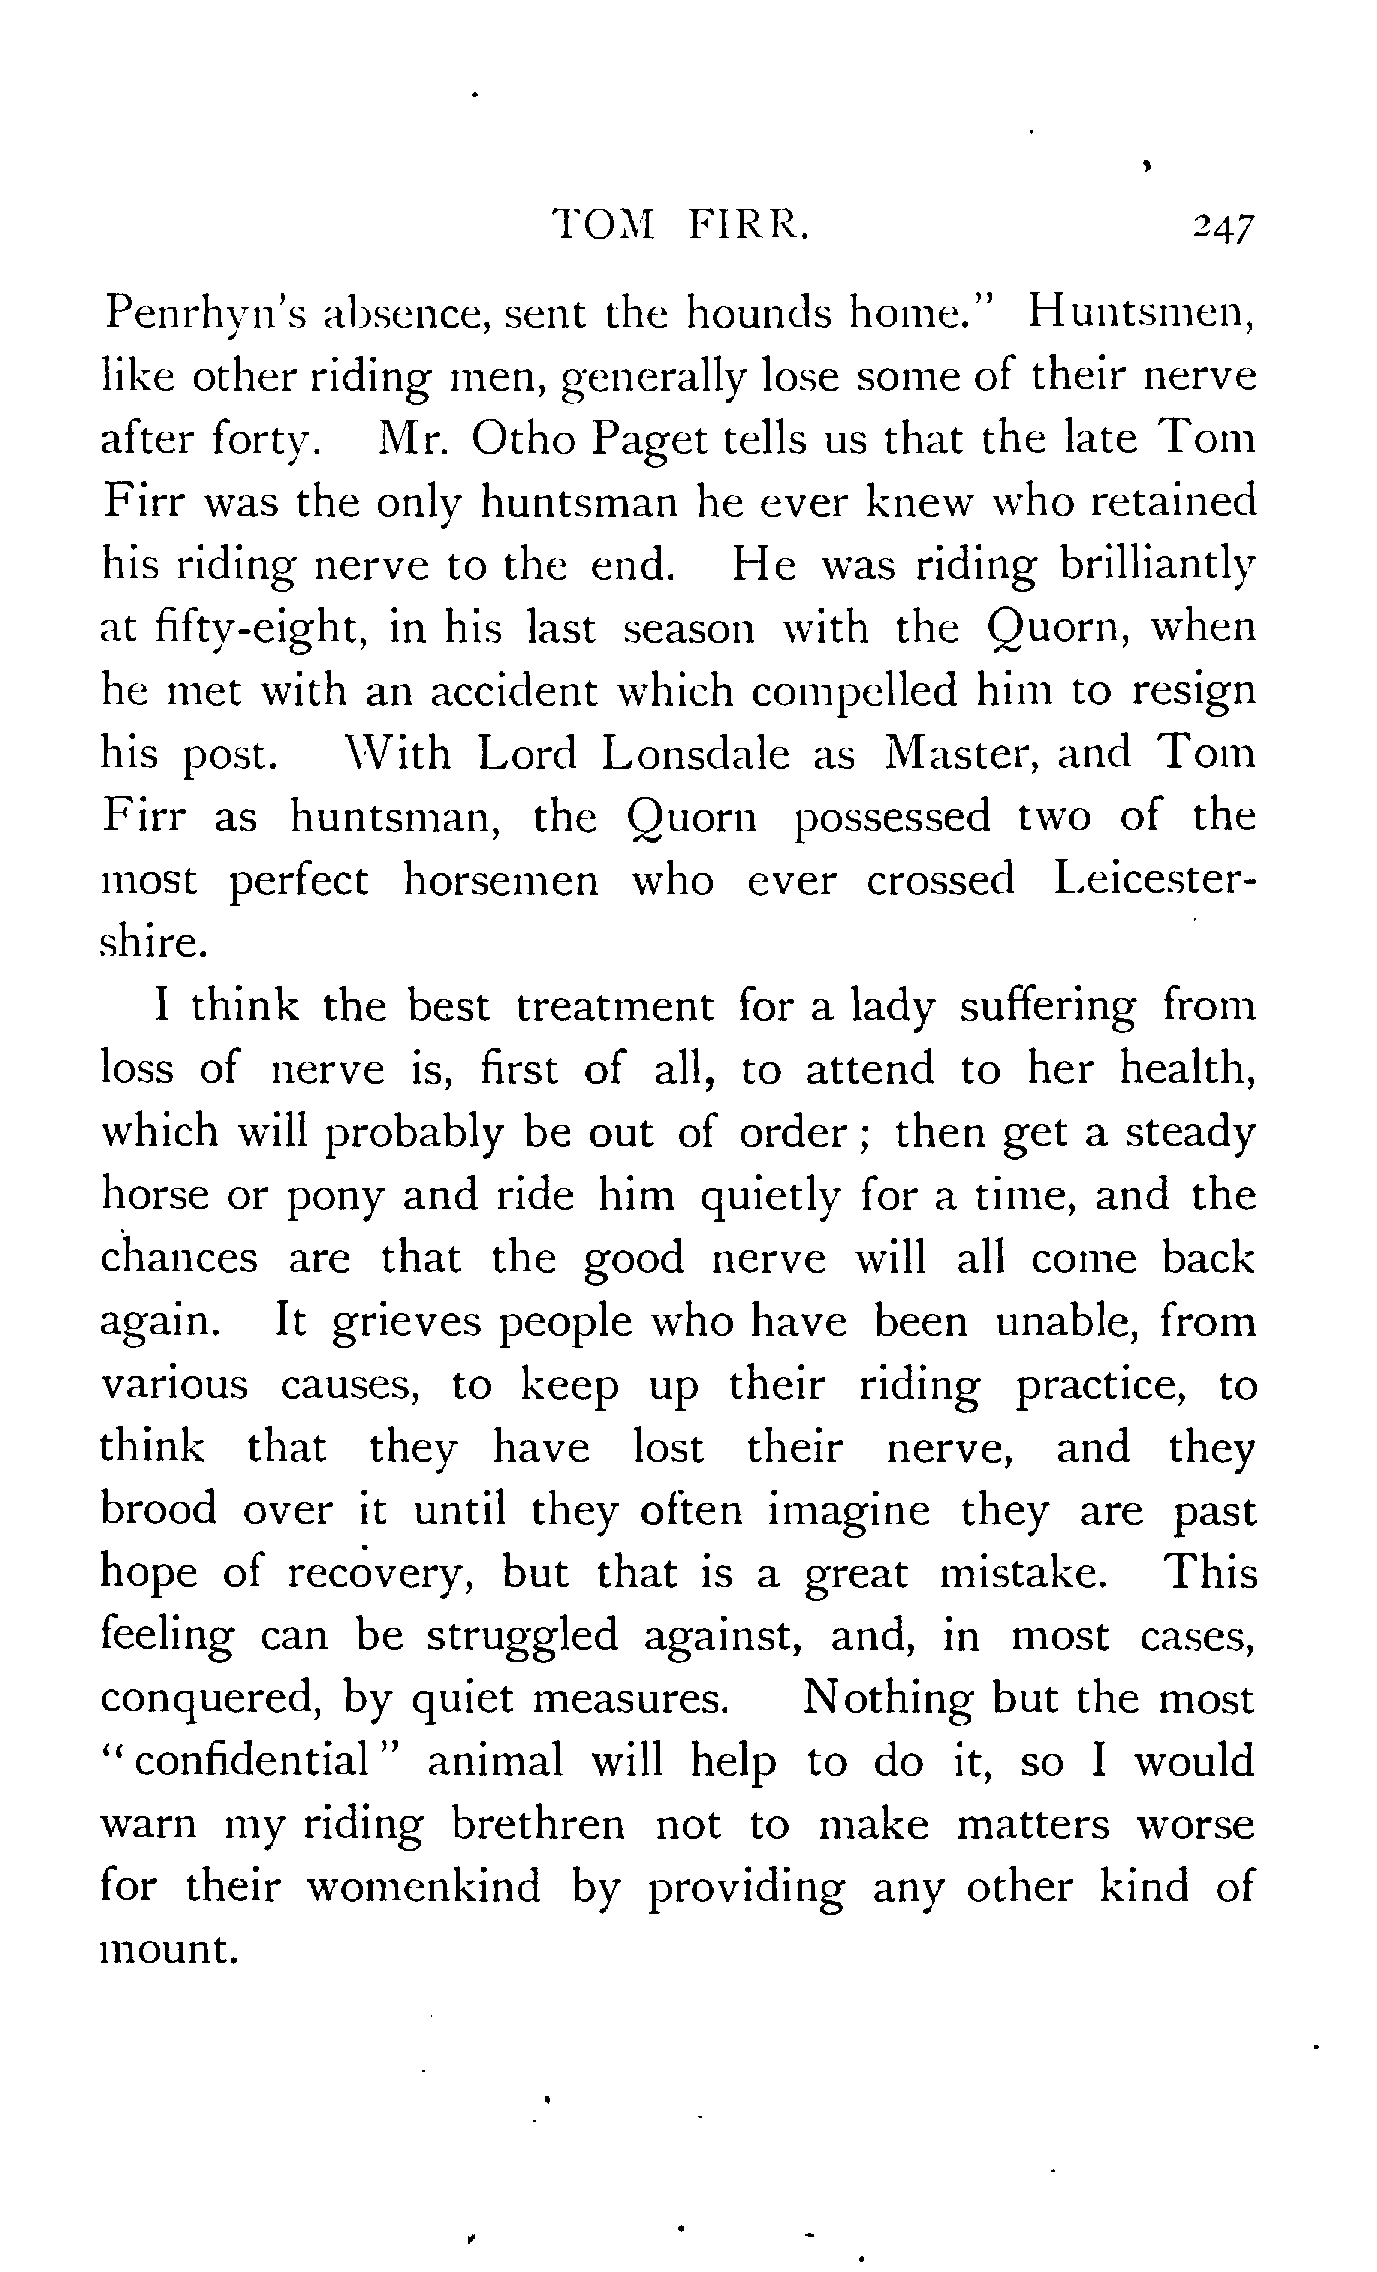 TOM FIRR. 247
Penrhyn's absence, sent the hounds home." Huntsmen,
like other riding men, generally lose some of their nerve
after forty. Mr. Otho Paget tells us that the late Tom
Firr was the only huntsman he ever knew who retained
his riding nerve to the end. He was riding brilliantly
at fifty-eight, in his last season with the Quorn, when
he met with an accident which compelled him to resign
his post. With Lord Lonsdale as Master, and Tom
Firr as huntsman, the Quorn possessed two of the
most perfect horsemen who ever crossed Leicester-
shire.
I think the best treatment for a lady suffering from
loss of nerve is, first of all, to attend to her health,
which will probably be out of order ; then get a steady
horse or pony and ride him quietly for a time, and the
chances are that the good nerve will all come back
again. It grieves people who have been unable, from
various causes, to keep up their riding practice, to
think that they have lost their nerve, and they
brood over it until they often imagine they are past
hope of recovery, but that is a great mistake. This
feeling can be struggled against, and, in most cases,
conquered, by quiet measures. Nothing but the most
" confidential " animal will help to do it, so I would
warn my riding brethren not to make matters worse
for their womenkind by providing any other kind of
mount.